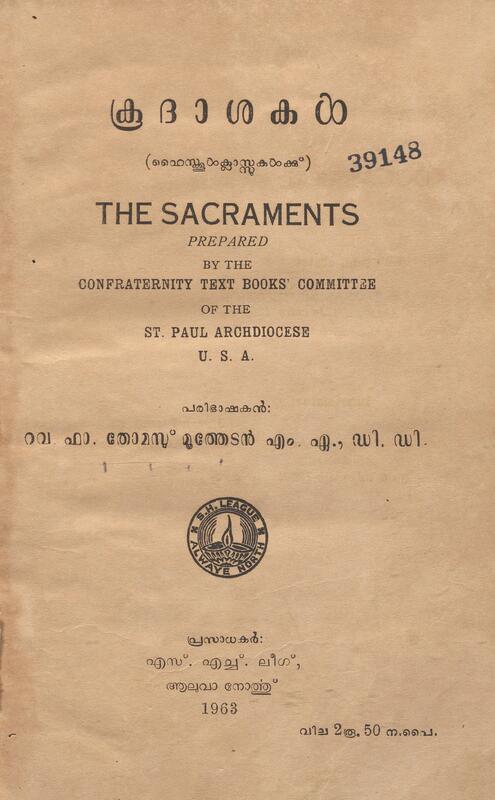 കൂദാശകൾ
(ഹൈസ്കൂൾക്ലാസ്സുകൾക്കു്)
39148
THE SACRAMENTS
PREPARED
BY THE
CONFRATERNITY TEXT BOOKS' COMMITTEE
OF THE
ST. PAUL ARCHDIOCESE
U. S. A.
പരിഭാഷകൻ:
റവ. ഫാ. തോമസു് മൂത്തേടൻ എം. ഏ., ഡി. ഡി.
S.H. LEAGUE
ALWAYE NORTH
പ്രസാധകർ:
എസ്. എച്ച്. ലീഗ്,
ആലുവാ നോർത്തു്
1963
വില 2രൂ. 50 ന.പൈ.